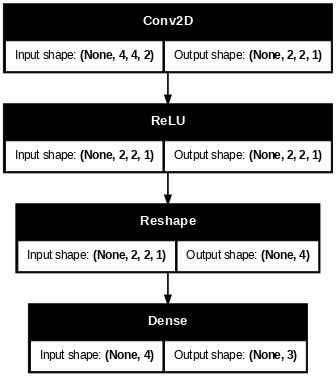 Conv2D
Input shape: (None, 4, 4, 2) Output shape: (None, 2, 2, 1)
ReLU
Input shape: (None, 2, 2, 1) Output shape: (None, 2, 2, 1)
Reshape
Input shape: (None, 2, 2, 1) Output shape: (None, 4)
Dense
Input shape: (None, 4) Output shape: (None, 3)